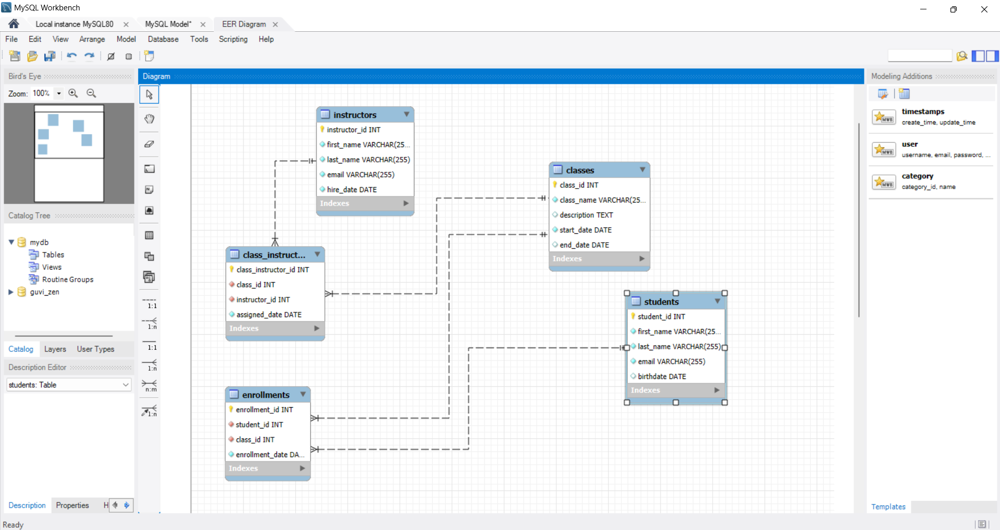 MySQL Workbench
Local instance MySQL80
MySQL Model*
EER Diagram
File Edit View Arrange Model Database Tools Scripting Help
Bird's Eye
Zoom: 100%
Catalog Tree
mydb
Tables
Views
Routine Groups
guvi_zen
Catalog Layers User Types
Description Editor
students: Table
Description Properties H
Ready
Diagram
1:1
1:n
1:1
1:n
n:m
1:n
instructors
instructor_id INT
first_name VARCHAR(25...
last_name VARCHAR(255)
email VARCHAR(255)
hire_date DATE
Indexes
classes
class_id INT
class_name VARCHAR(25...
description TEXT
start_date DATE
end_date DATE
Indexes
class_instruct...
class_instructor_id INT
class_id INT
instructor_id INT
assigned_date DATE
Indexes
students
student_id INT
first_name VARCHAR(25...
last_name VARCHAR(255)
email VARCHAR(255)
birthdate DATE
Indexes
enrollments
enrollment_id INT
student_id INT
class_id INT
enrollment_date DA...
Indexes
Modeling Additions
MWB
timestamps
create_time, update_time
MWB
user
username, email, password, ...
MWB
category
category_id, name
Templates